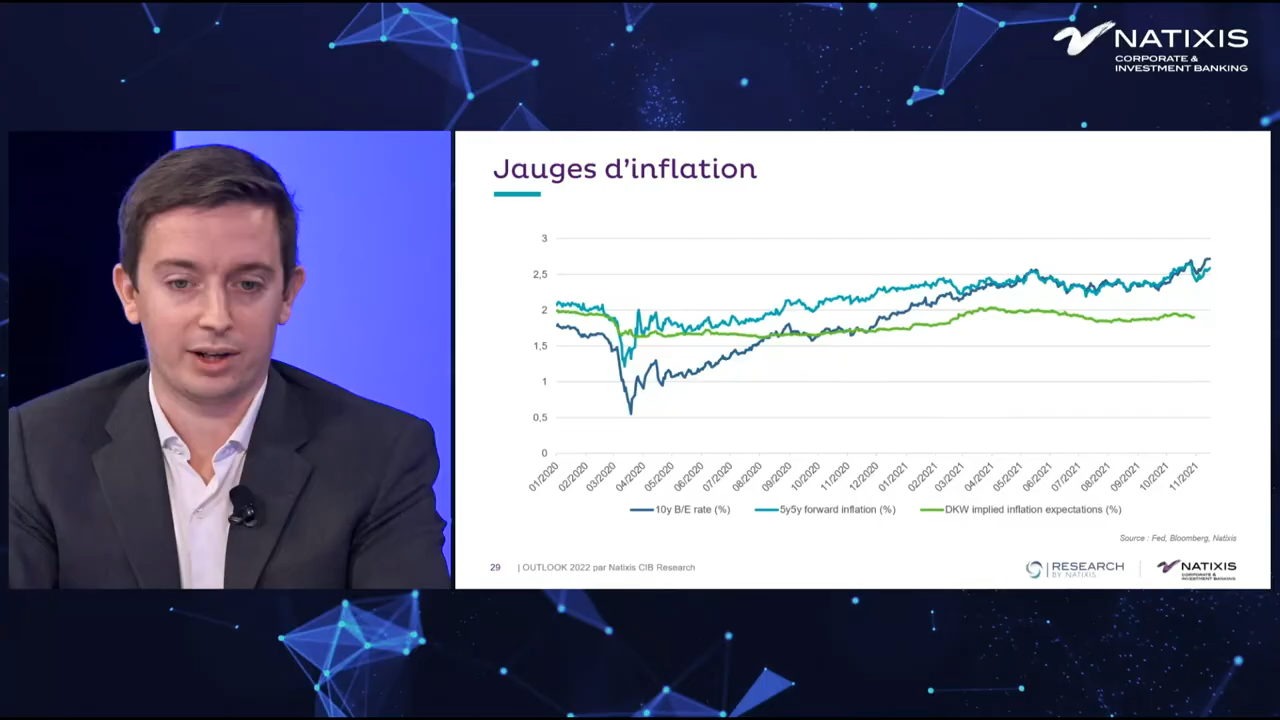 NATIXIS
CORPORATE &
INVESTMENT BANKING
Jauges d'inflation
3
2,5
2
1,5
1
0,5
0
01/2020
02/2020
03/2020
04/2020
05/2020
06/2020
07/2020
08/2020
09/2020
10/2020
11/2020
12/2020
01/2021
02/2021
03/2021
04/2021
05/2021
06/2021
07/2021
08/2021
09/2021
10/2021
11/2021
10y B/E rate (%) 5y5y forward inflation (%) DKW implied inflation expectations (%)
Source : Fed, Bloomberg, Natixis
29 | OUTLOOK 2022 par Natixis CIB Research
RESEARCH
BY NATIXIS
NATIXIS
CORPORATE &
INVESTMENT BANKING